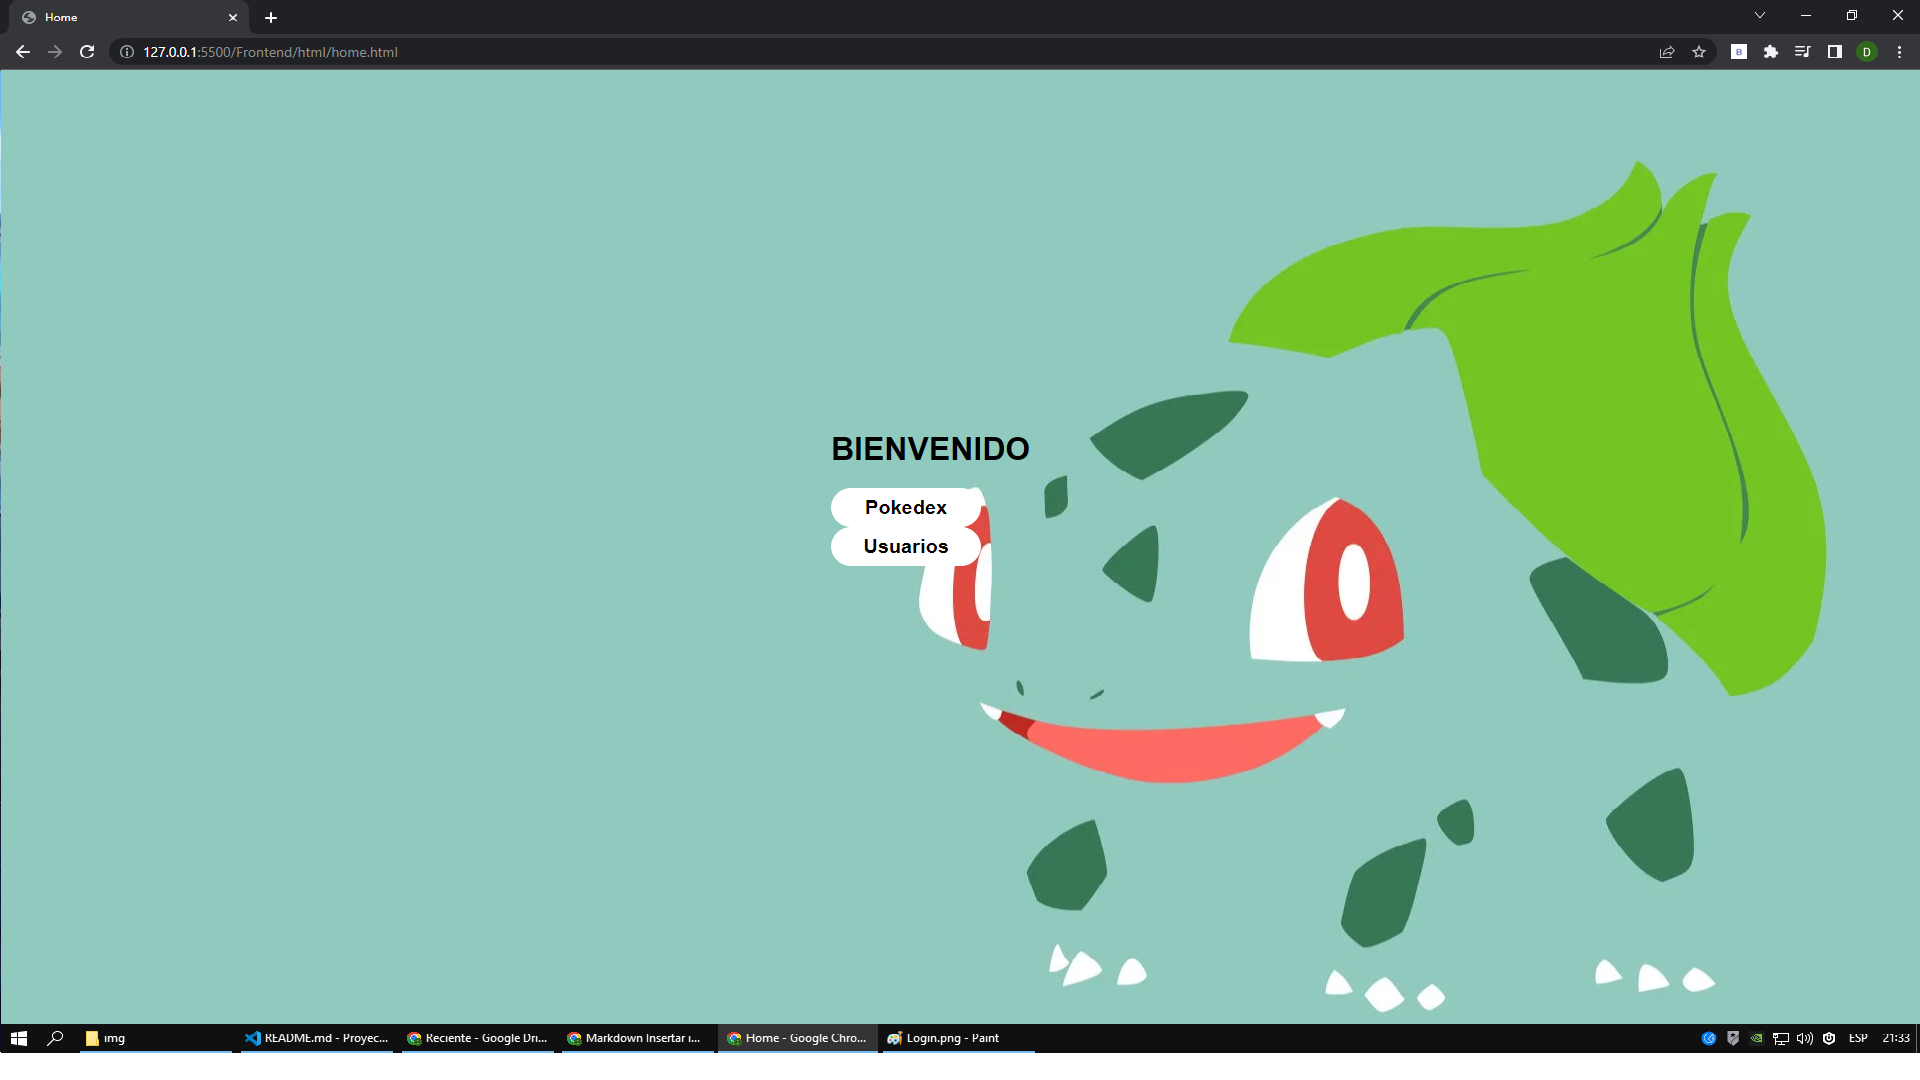 Home
127.0.0.1:5500/Frontend/html/home.html
B
D
BIENVENIDO
Pokedex
Usuarios
img
README.md - Proyec...
Reciente - Google Dri...
Markdown Insertar i...
Home - Google Chro...
Login.png - Paint
ESP
21:33